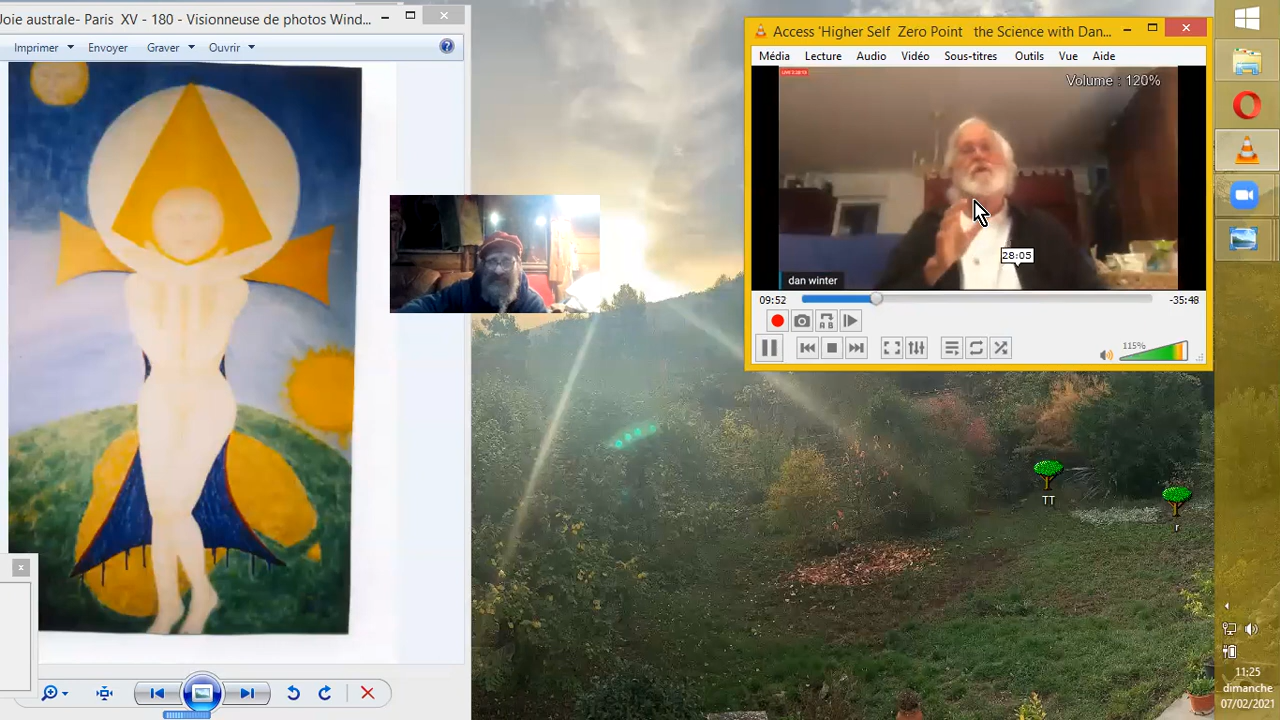 Joie australe- Paris  XV - 180 - Visionneuse de photos Wind...
Imprimer
Envoyer
Graver
Ouvrir
Access 'Higher Self  Zero Point   the Science with Dan...
Média
Lecture
Audio
Vidéo
Sous-titres
Outils
Vue
Aide
Volume : 120%
28:05
dan winter
09:52
-35:48
115%
TT
r
11:25
dimanche
07/02/2021